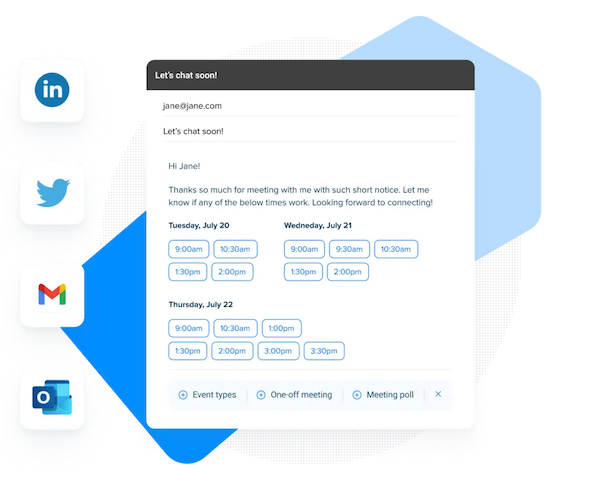 in
Let's chat soon!
jane@jane.com
Let's chat soon!
Hi Jane!
Thanks so much for meeting with me with such short notice. Let me
know if any of the below times work. Looking forward to connecting!
Tuesday, July 20
9:00am 10:30am
1:30pm 2:00pm
Wedneday, July 21
9:00am 9:30am 10:30am
1:30pm 2:00pm
Thursday, July 22
9:00am 10:30am 1:00pm
1:30pm 2:00pm 3:00pm 3:30pm
Event types One-off meeting Meeting poll
O